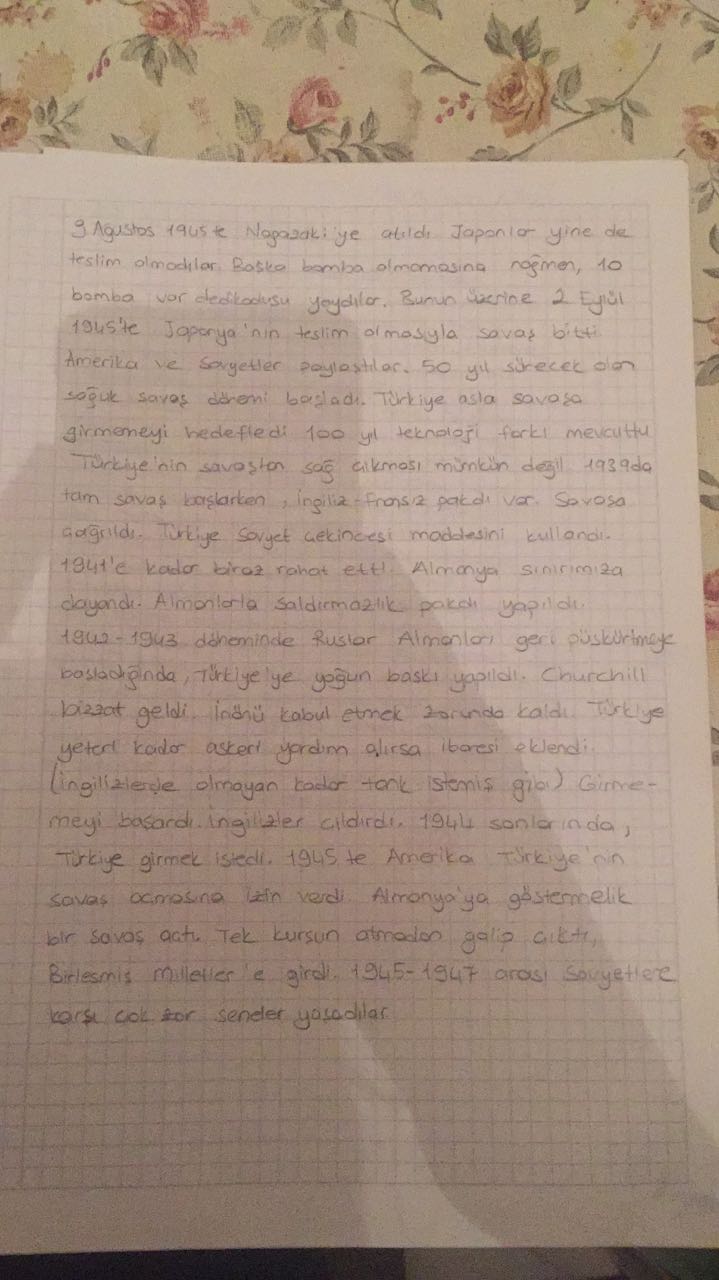 9 Ağustos 1945'te Nagazaki'ye atıldı Japonlar yine de
teslim olmadılar. Başka bomba olmamasına rağmen, 10
bomba var dedikodusu yaydılar. Bunun üzerine 2 Eylül
1945'te Japonya'nın teslim olmasıyla savaş bitti.
Amerika ve Sovyetler paylaştılar. 50 yıl sürecek olan
soğuk savaş dönemi başladı. Türkiye asla savaşa
girmemeyi hedefledi 100 yıl teknoloji farkı mevcuttu
Türkiye'nin savaştan sağ çıkması mümkün değil 1939da
tam savaş başlarken, İngiliz-Fransız pakdı var. Savaşa
çağrıldı. Türkiye Sovyet çekincesi maddesini kullandı.
1941'e kador biraz rahat etti. Almanya sınırımıza
dayandı. Almanlarla saldırmazlık pakdı yapıldı.
1942-1943 döneminde Ruslar Almanları geri püskürtmeye
başladığında, Türkiye'ye yoğun baskı yapıldı. Churchill
bizzat geldi. İnönü kabul etmek zorunda kaldı. Türkiye
yeteri kadar askeri yardım alırsa ibaresi eklendi.
(İngilizlerde olmayan kadar tank istemiş gibi) Girme-
meyi başardı. İngilizler çıldırdı. 1944 sonlarında,
Türkiye girmek istedi. 1945'te Amerika Türkiye'nin
savaş açmasına izin verdi. Almanya'ya göstermelik
bir savaş açtı. Tek kurşun atmadan galip çıktı,
Birleşmiş Milletler'e girdi. 1945-1947 arası Sovyetlere
karşı çok zor seneler yaşadılar.